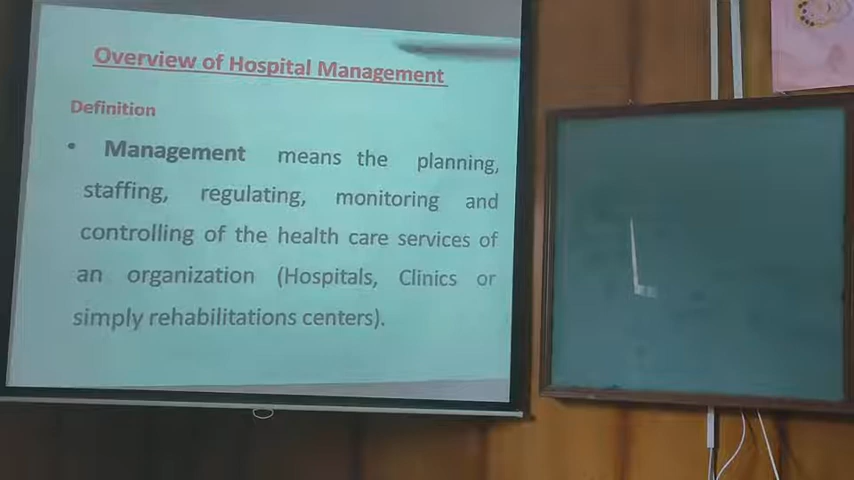 Overview of Hospital Management
Definition
• Management means the planning,
staffing, regulating, monitoring and
controlling of the health care services of
an organization (Hospitals, Clinics or
simply rehabilitations centers).